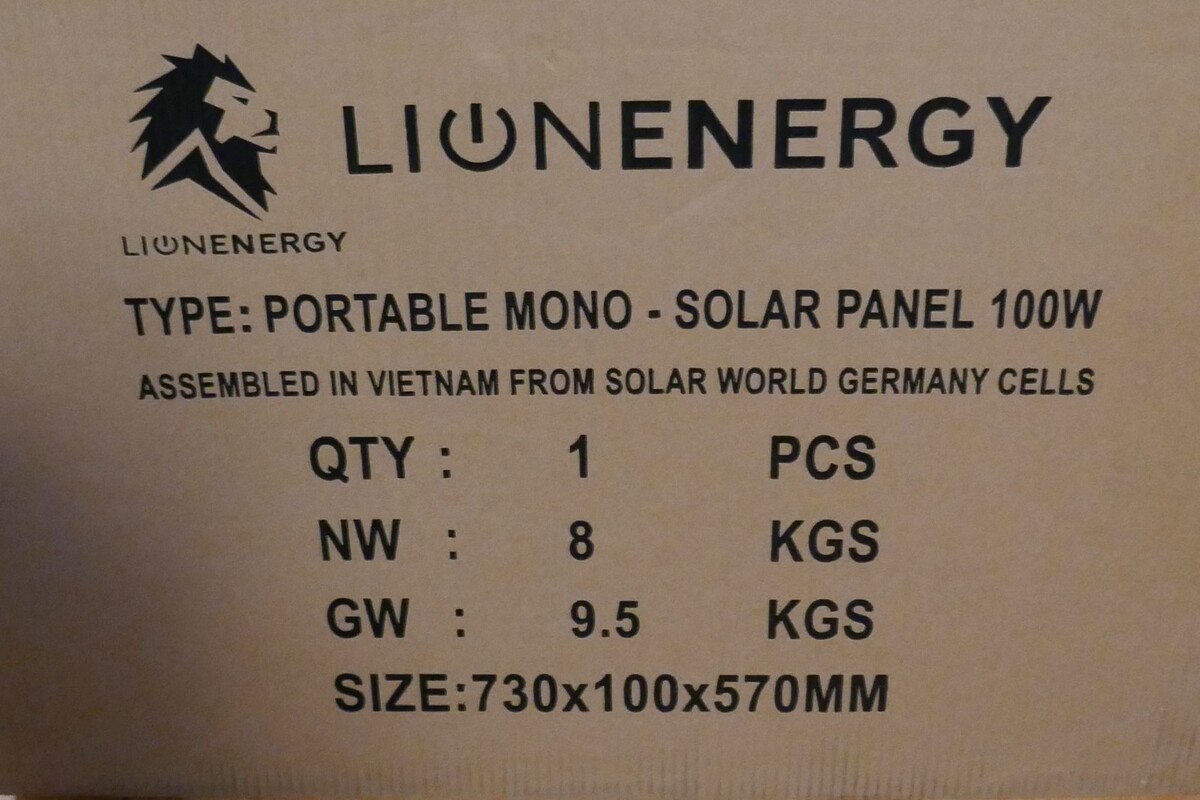 LIONENERGY
LIONENERGY
TYPE: PORTABLE MONO - SOLAR PANEL 100W
ASSEMBLED IN VIETNAM FROM SOLAR WORLD GERMANY CELLS
QTY : 1 PCS
NW : 8 KGS
GW : 9.5 KGS
SIZE:730x100x570MM